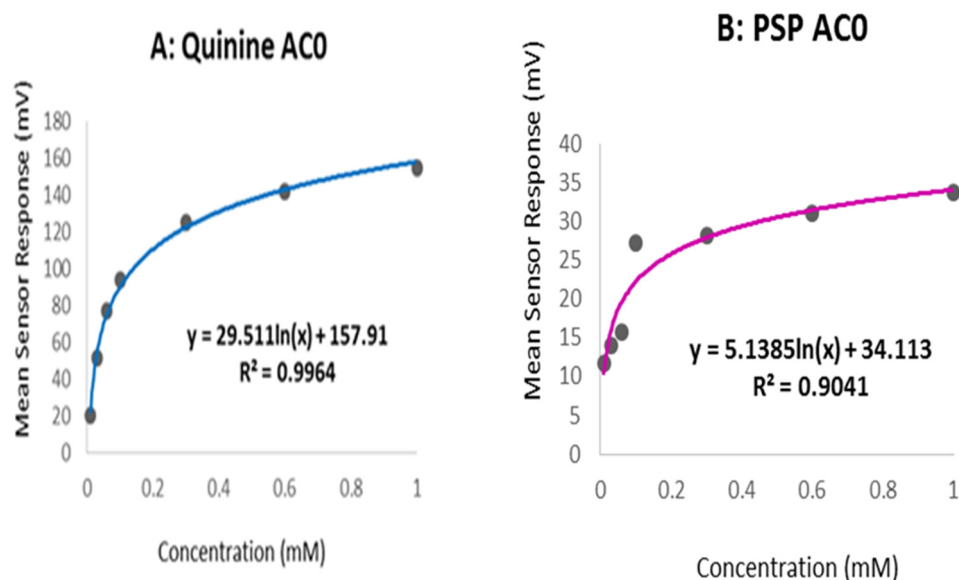 A: Quinine AC0
Mean Sensor Response (mV)
180
160
140
120
100
80
60
40
20
0
y = 29.511ln(x) + 157.91
R² = 0.9964
0 0.2 0.4 0.6 0.8 1
Concentration (mM)
B: PSP AC0
Mean Sensor Response (mV)
40
35
30
25
20
15
10
5
0
y = 5.1385ln(x) + 34.113
R² = 0.9041
0 0.2 0.4 0.6 0.8 1
Concentration (mM)